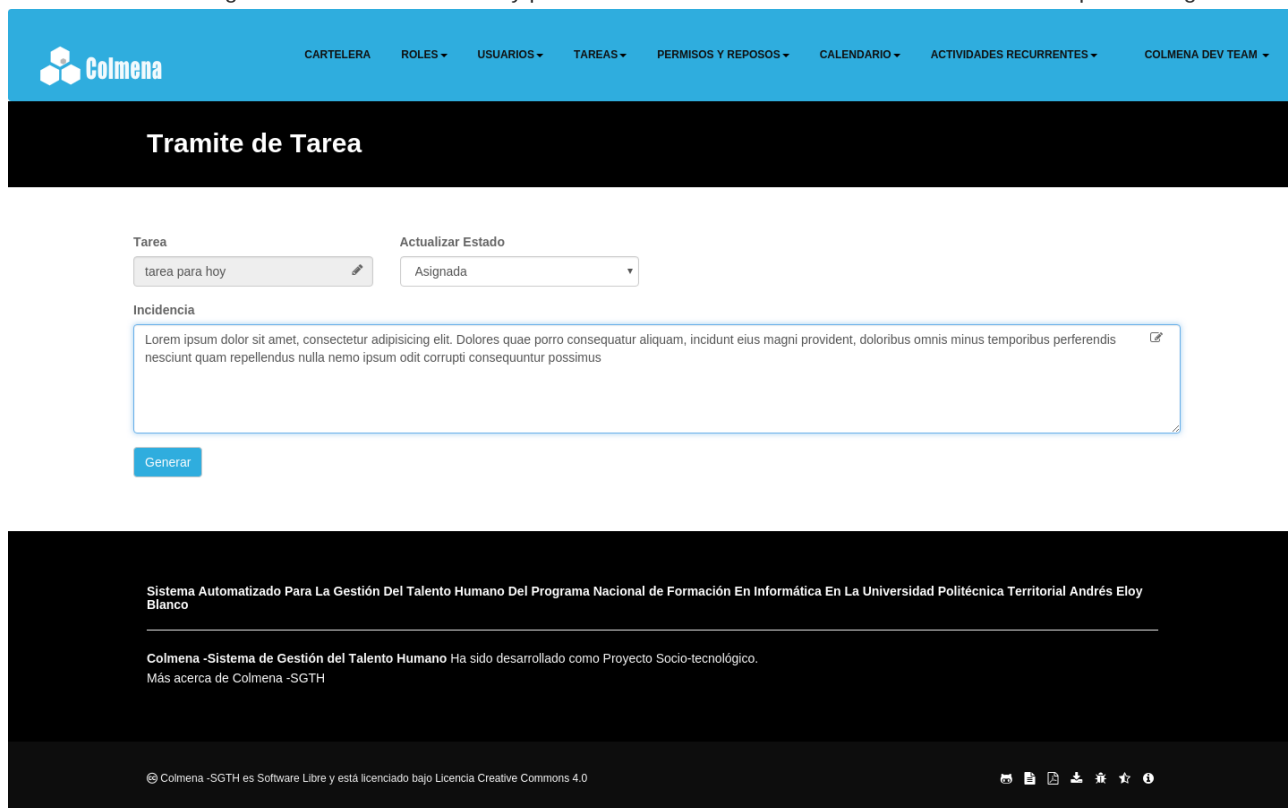 Colmena
CARTELERA ROLES USUARIOS TAREAS PERMISOS Y REPOSOS CALENDARIO ACTIVIDADES RECURRENTES COLMENA DEV TEAM
Tramite de Tarea
Tarea Actualizar Estado
tarea para hoy Asignada
Incidencia
Lorem ipsum dolor sit amet, consectetur adipisicing elit. Dolores quae porro consequatur aliquam, incidunt eius magni provident, doloribus omnis minus temporibus perferendis
nesciunt quam repellendus nulla nemo ipsum odit corrupti consequuntur possimus
Generar
Sistema Automatizado Para La Gestión Del Talento Humano Del Programa Nacional de Formación En Informática En La Universidad Politécnica Territorial Andrés Eloy
Blanco
Colmena -Sistema de Gestión del Talento Humano Ha sido desarrollado como Proyecto Socio-tecnológico.
Más acerca de Colmena -SGTH
Colmena -SGTH es Software Libre y está licenciado bajo Licencia Creative Commons 4.0